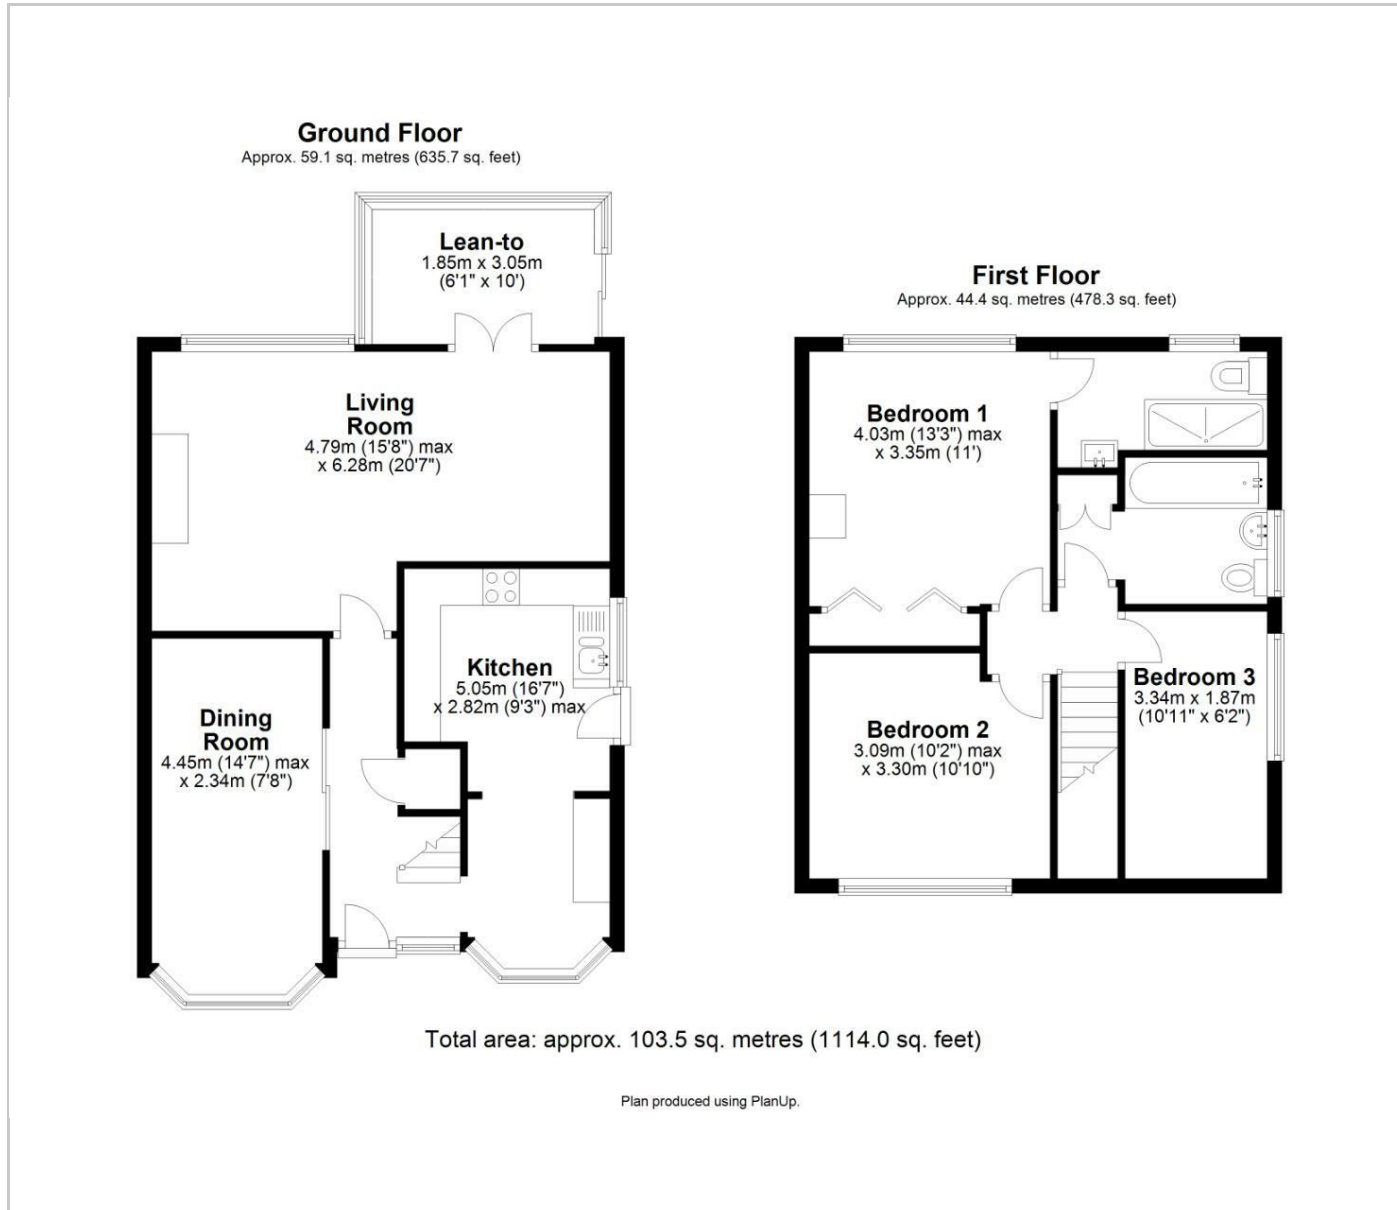 Ground Floor
Approx. 59.1 sq. metres (635.7 sq. feet)
Lean-to
1.85m x 3.05m
(6'1" x 10')
Living
Room
4.79m (15'8") max
x 6.28m (20'7")
Kitchen
5.05m (16'7")
x 2.82m (9'3") max
Dining
Room
4.45m (14'7") max
x 2.34m (7'8")
First Floor
Approx. 44.4 sq. metres (478.3 sq. feet)
Bedroom 1
4.03m (13'3") max
x 3.35m (11')
Bedroom 3
3.34m x 1.87m
(10'11" x 6'2")
Bedroom 2
3.09m (10'2") max
x 3.30m (10'10")
Total area: approx. 103.5 sq. metres (1114.0 sq. feet)
Plan produced using PlanUp.